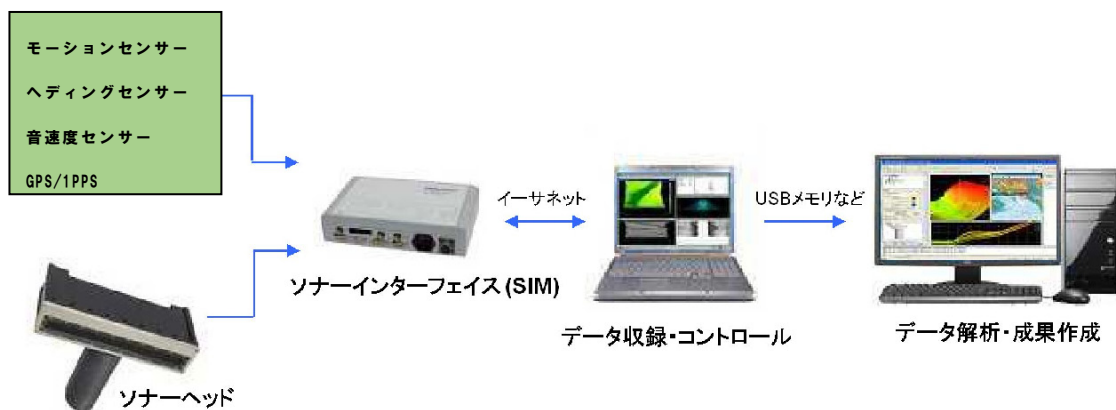 モーションセンサー
ヘディングセンサー
音速度センサー
GPS/1PPS
イーサネット
USBメモリなど
ソナーインターフェイス(SIM)
データ収録・コントロール
データ解析・成果作成
ソナーヘッド